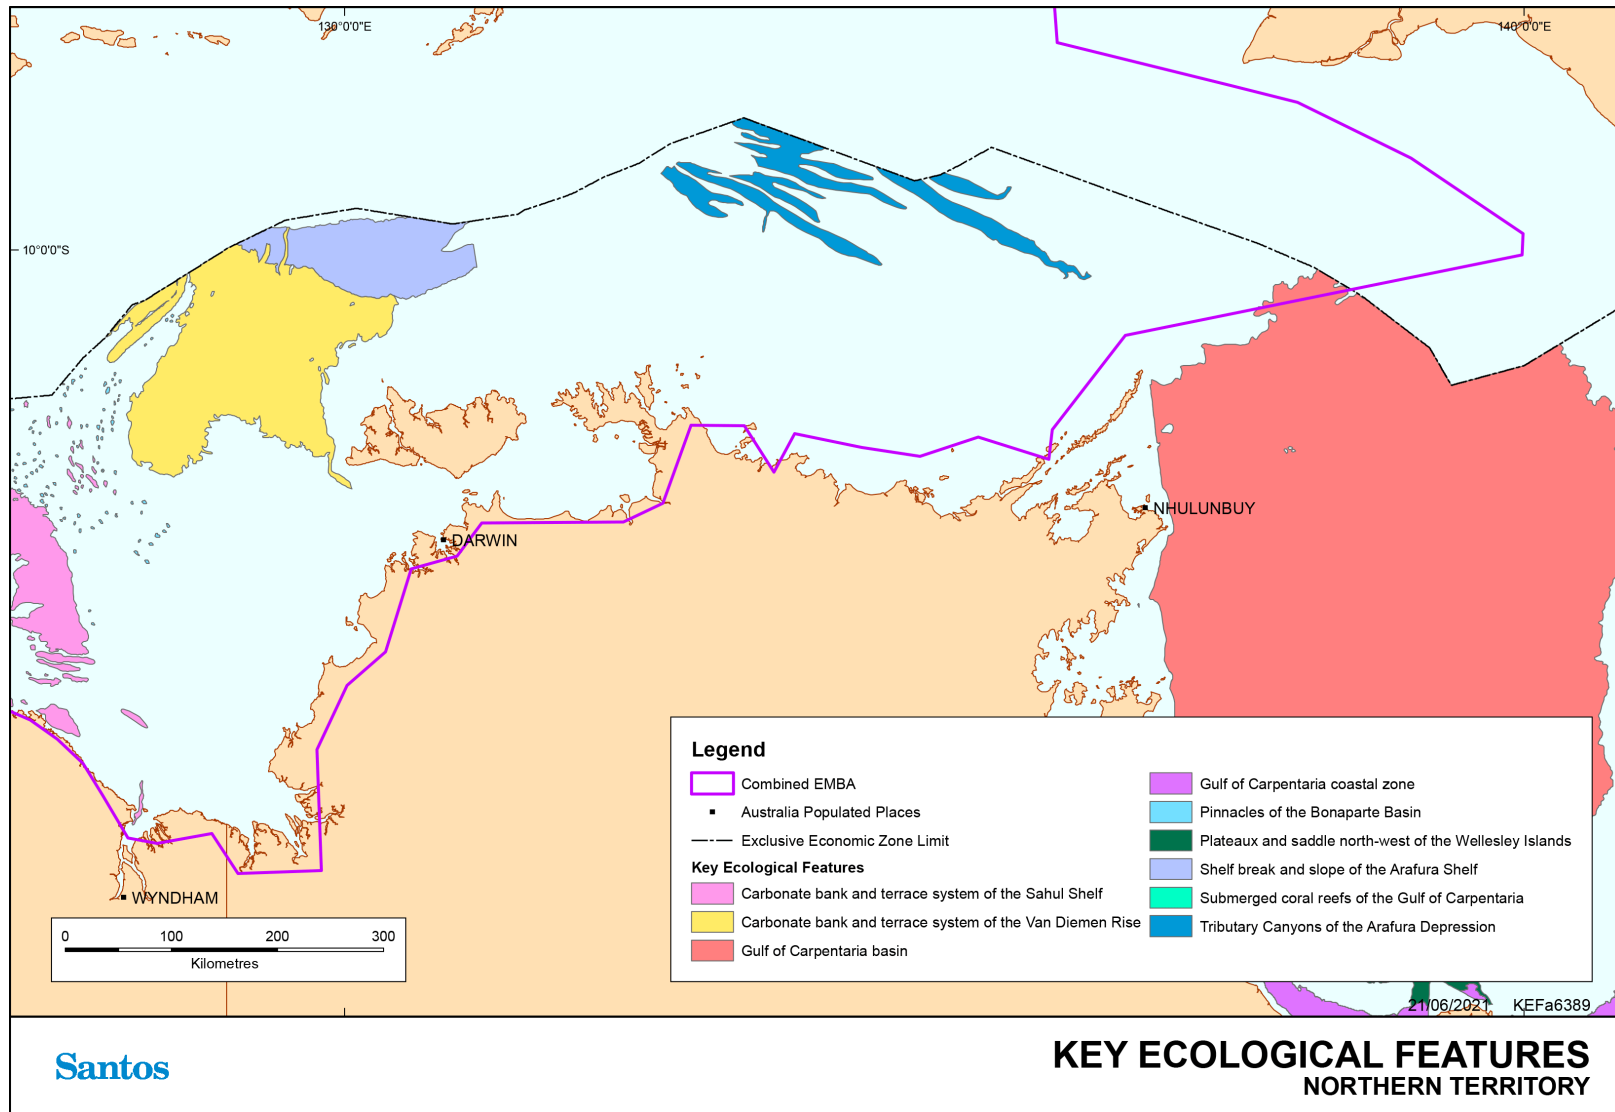 130°0'0"E
140°0'0"E
10°0'0"S
NHULUNBUY
DARWIN
WYNDHAM
Legend
Combined EMBA
Australia Populated Places
Exclusive Economic Zone Limit
Key Ecological Features
Carbonate bank and terrace system of the Sahul Shelf
Carbonate bank and terrace system of the Van Diemen Rise
Gulf of Carpentaria basin
Gulf of Carpentaria coastal zone
Pinnacles of the Bonaparte Basin
Plateaux and saddle north-west of the Wellesley Islands
Shelf break and slope of the Arafura Shelf
Submerged coral reefs of the Gulf of Carpentaria
Tributary Canyons of the Arafura Depression
0 100 200 300
Kilometres
21/06/2021 KEFa6389
Santos
KEY ECOLOGICAL FEATURES
NORTHERN TERRITORY